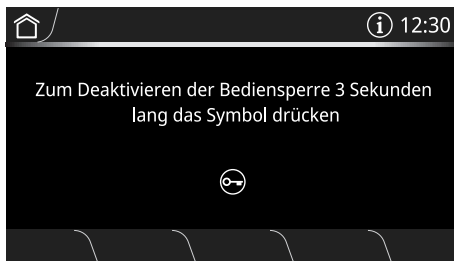 12:30
Zum Deaktivieren der Bediensperre 3 Sekunden
lang das Symbol drücken